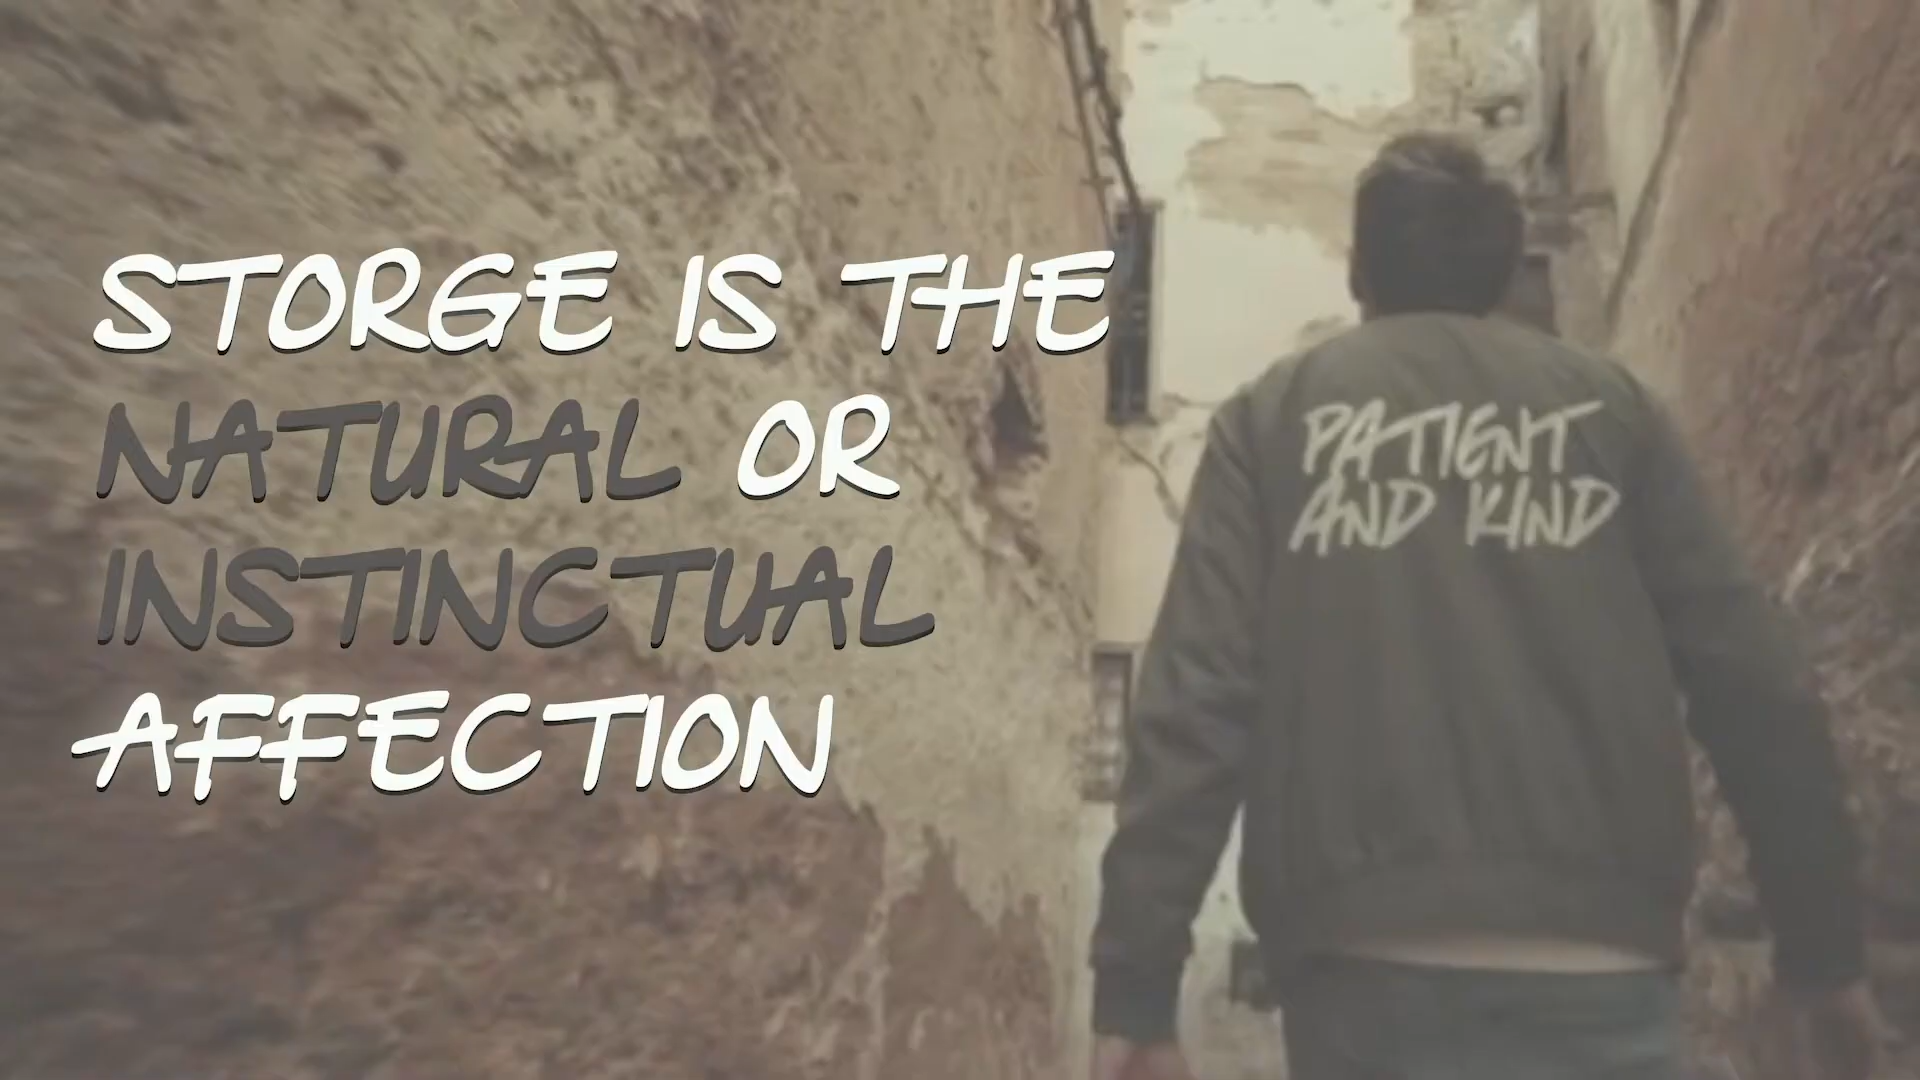 STORGE IS THE
NATURAL OR
INSTINCTUAL
AFFECTION
PATIENT
AND KIND